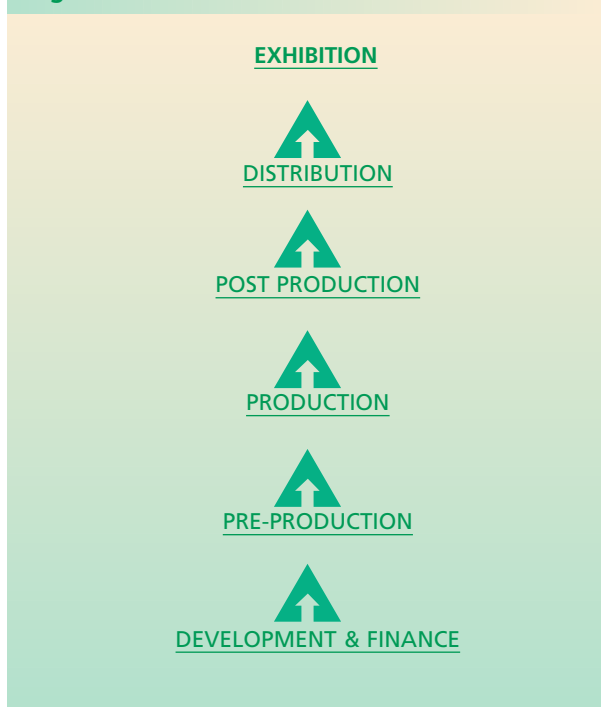 EXHIBITION
DISTRIBUTION
POST PRODUCTION
PRODUCTION
PRE-PRODUCTION
DEVELOPMENT & FINANCE